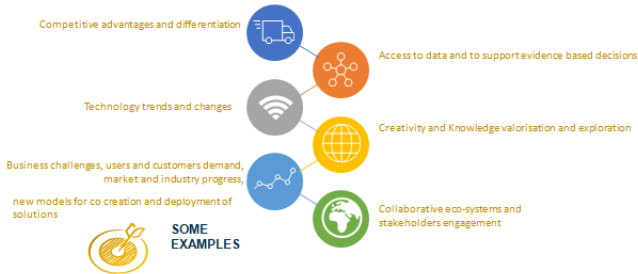 Competitive advantages and differentiation
Access to data and to support evidence based decisions
Technology trends and changes
Creativity and Knowledge valorisation and exploration
Business challenges, users and customers demand,
market and industry progress,
new models for co creation and deployment of
solutions
Collaborative eco-systems and
stakeholders engagement
SOME
EXAMPLES